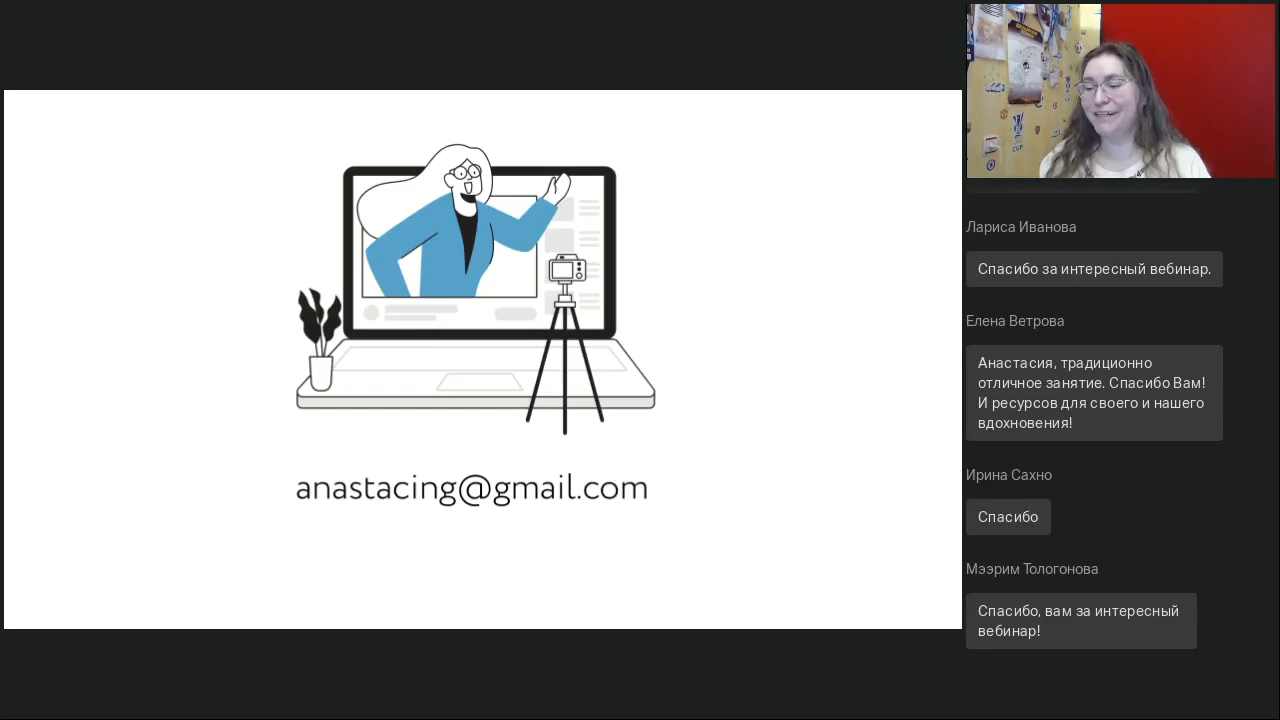 anastacing@gmail.com
CUP
Лариса Иванова
Спасибо за интересный вебинар.
Елена Ветрова
Анастасия, традиционно
отличное занятие. Спасибо Вам!
И ресурсов для своего и нашего
вдохновения!
Ирина Сахно
Спасибо
Мээрим Тологонова
Спасибо, вам за интересный
вебинар!